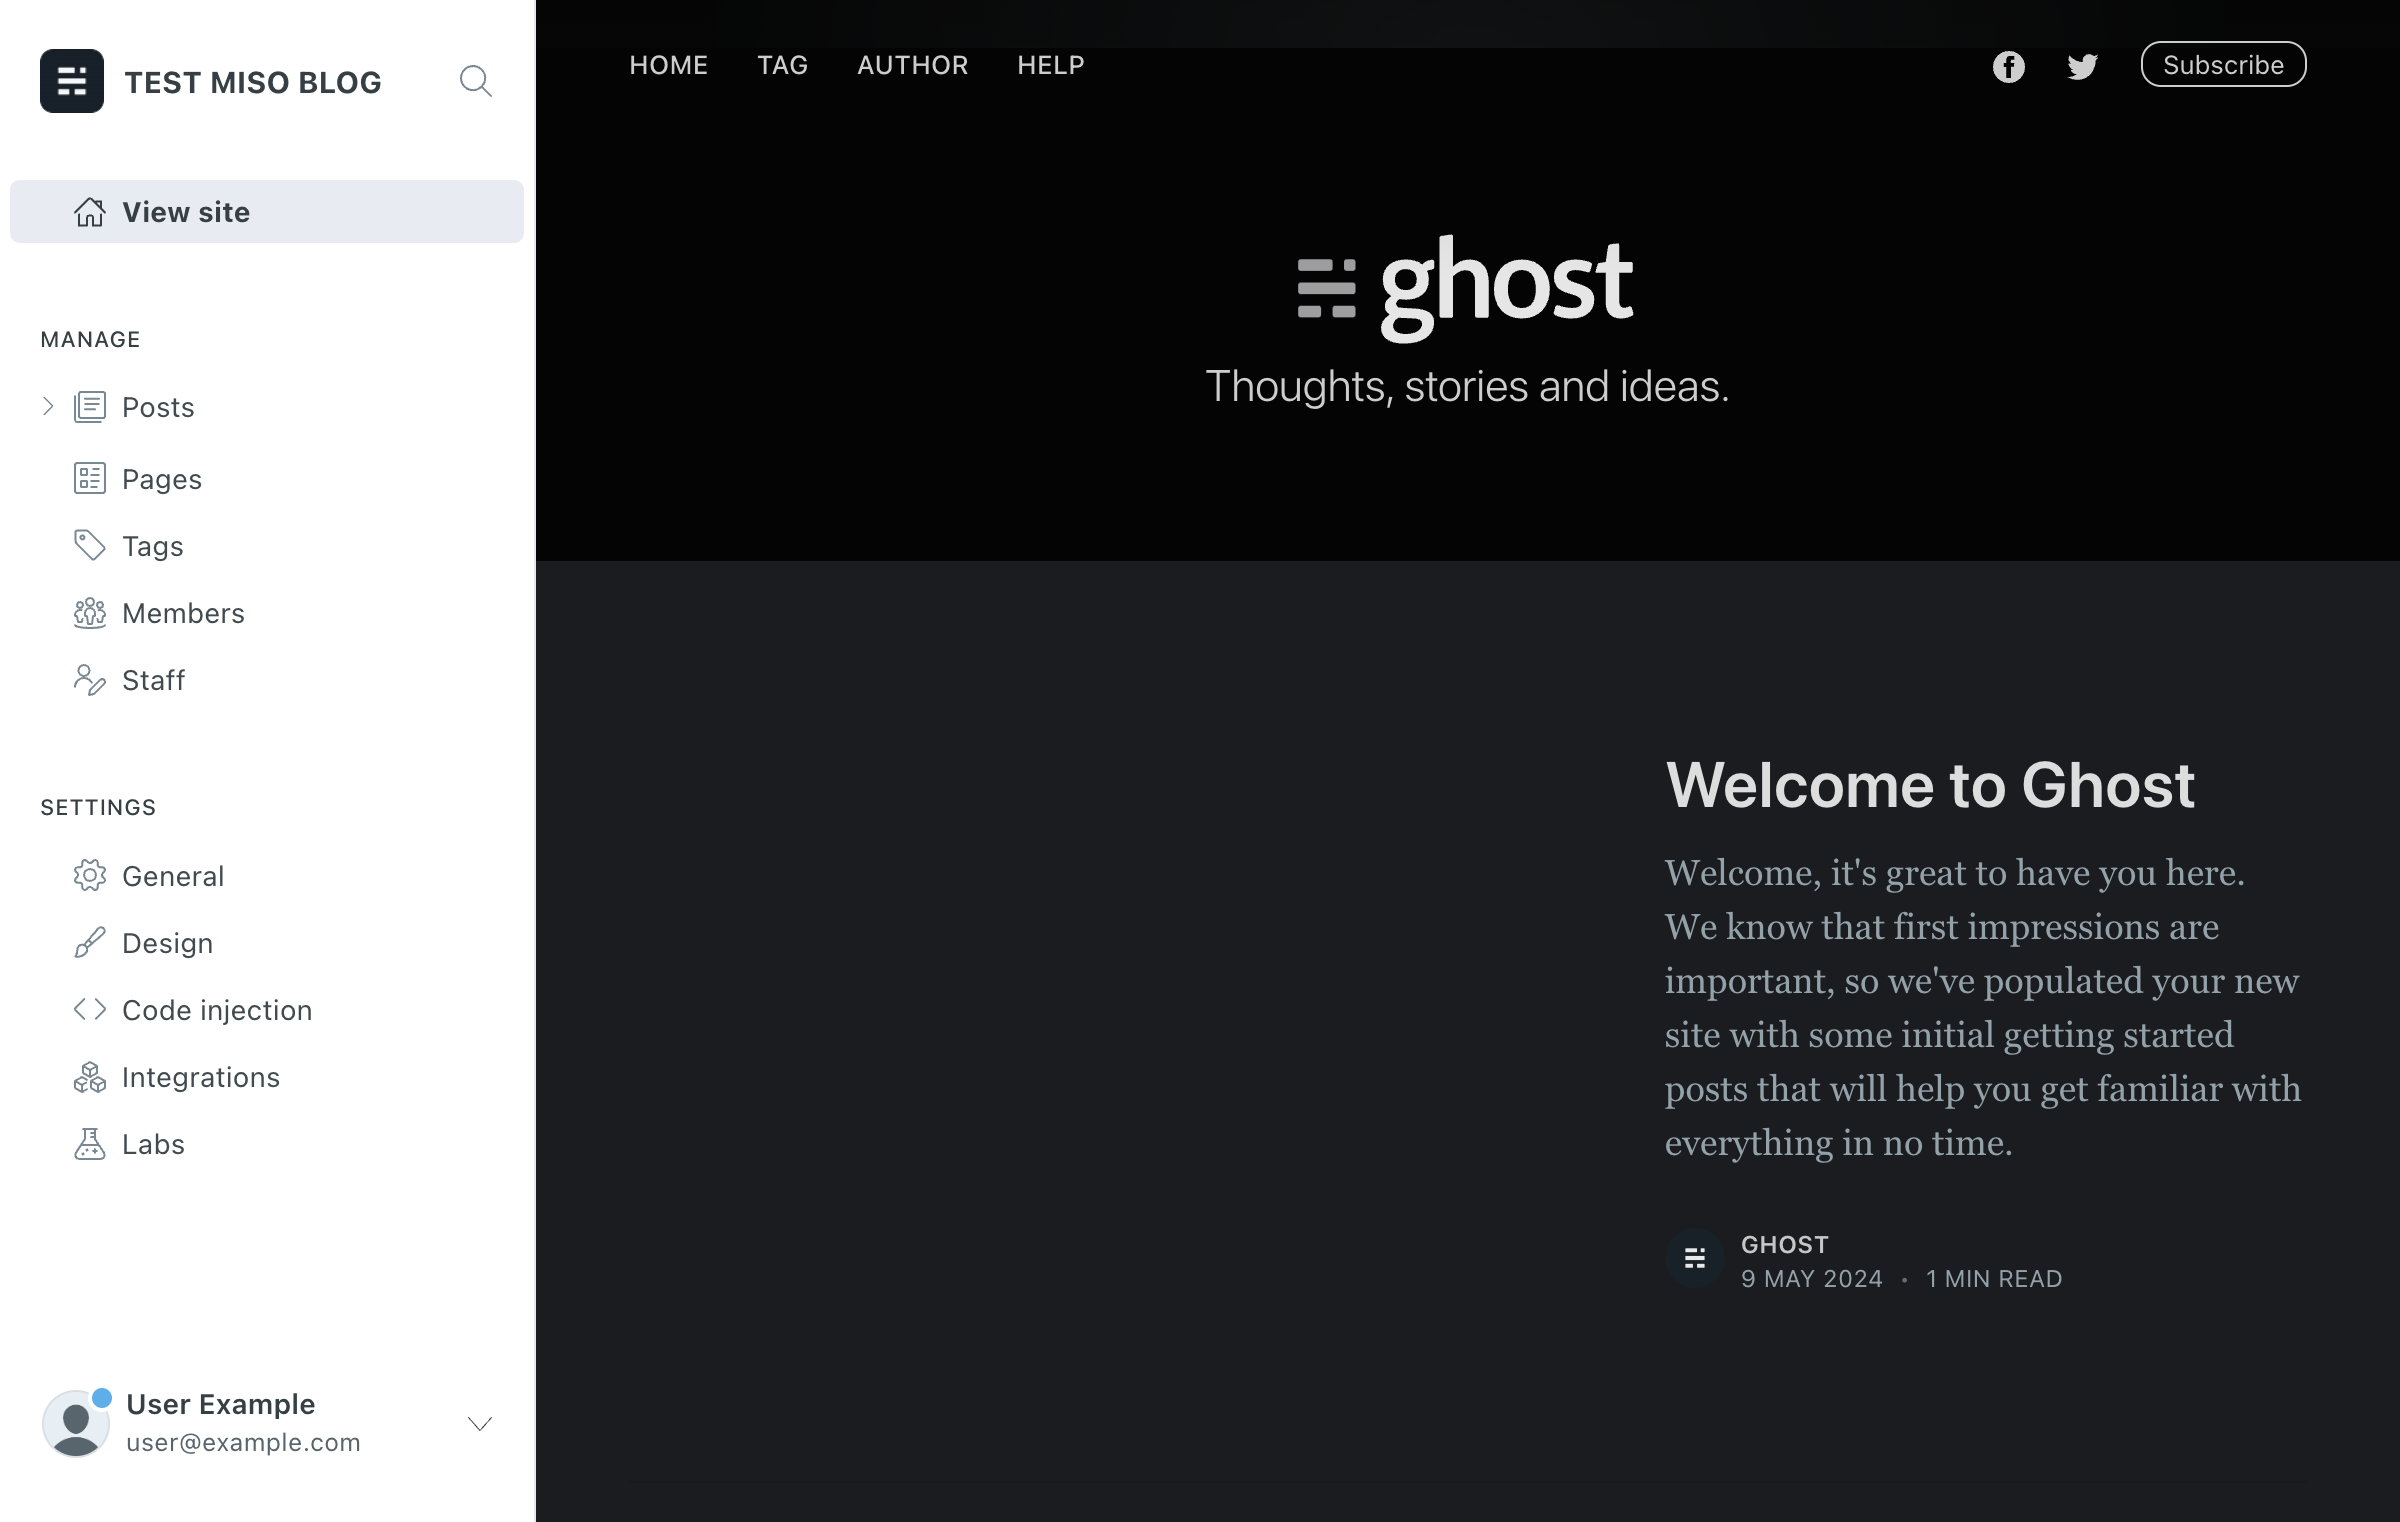 TEST MISO BLOG
View site
MANAGE
Posts
Pages
Tags
Members
Staff
SETTINGS
General
Design
Code injection
Integrations
Labs
User Example
user@example.com
HOME TAG AUTHOR HELP Subscribe
ghost
Thoughts, stories and ideas.
Welcome to Ghost
Welcome, it's great to have you here.
We know that first impressions are
important, so we've populated your new
site with some initial getting started
posts that will help you get familiar with
everything in no time.
GHOST
9 MAY 2024 • 1 MIN READ